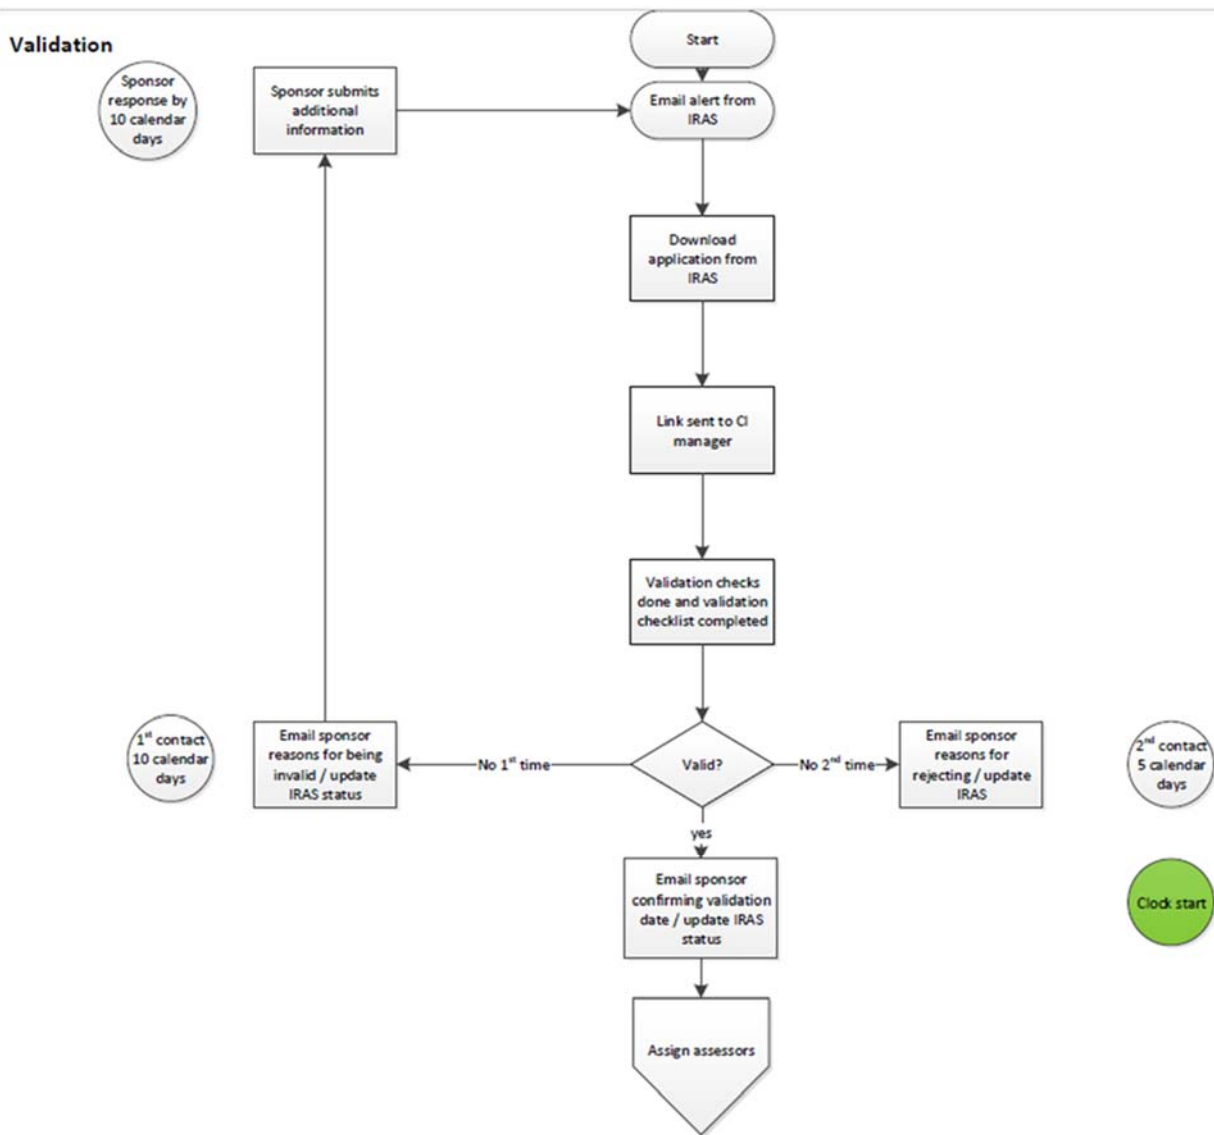 Validation
Start
Sponsor
response by
10 calendar
days
Sponsor submits
additional
information
Email alert from
IRAS
Download
application from
IRAS
Link sent to CI
manager
Validation checks
done and validation
checklist completed
1st contact
10 calendar
days
Email sponsor
reasons for being
invalid / update
IRAS status
No 1st time
Valid?
No 2nd time
Email sponsor
reasons for
rejecting / update
IRAS
2nd contact
5 calendar
days
yes
Email sponsor
confirming validation
date / update IRAS
status
Clock start
Assign assessors